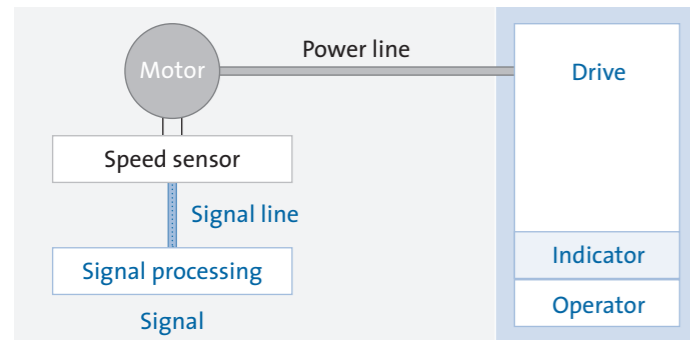 Power line
Motor
Drive
Speed sensor
Signal line
Signal processing
Indicator
Operator
Signal